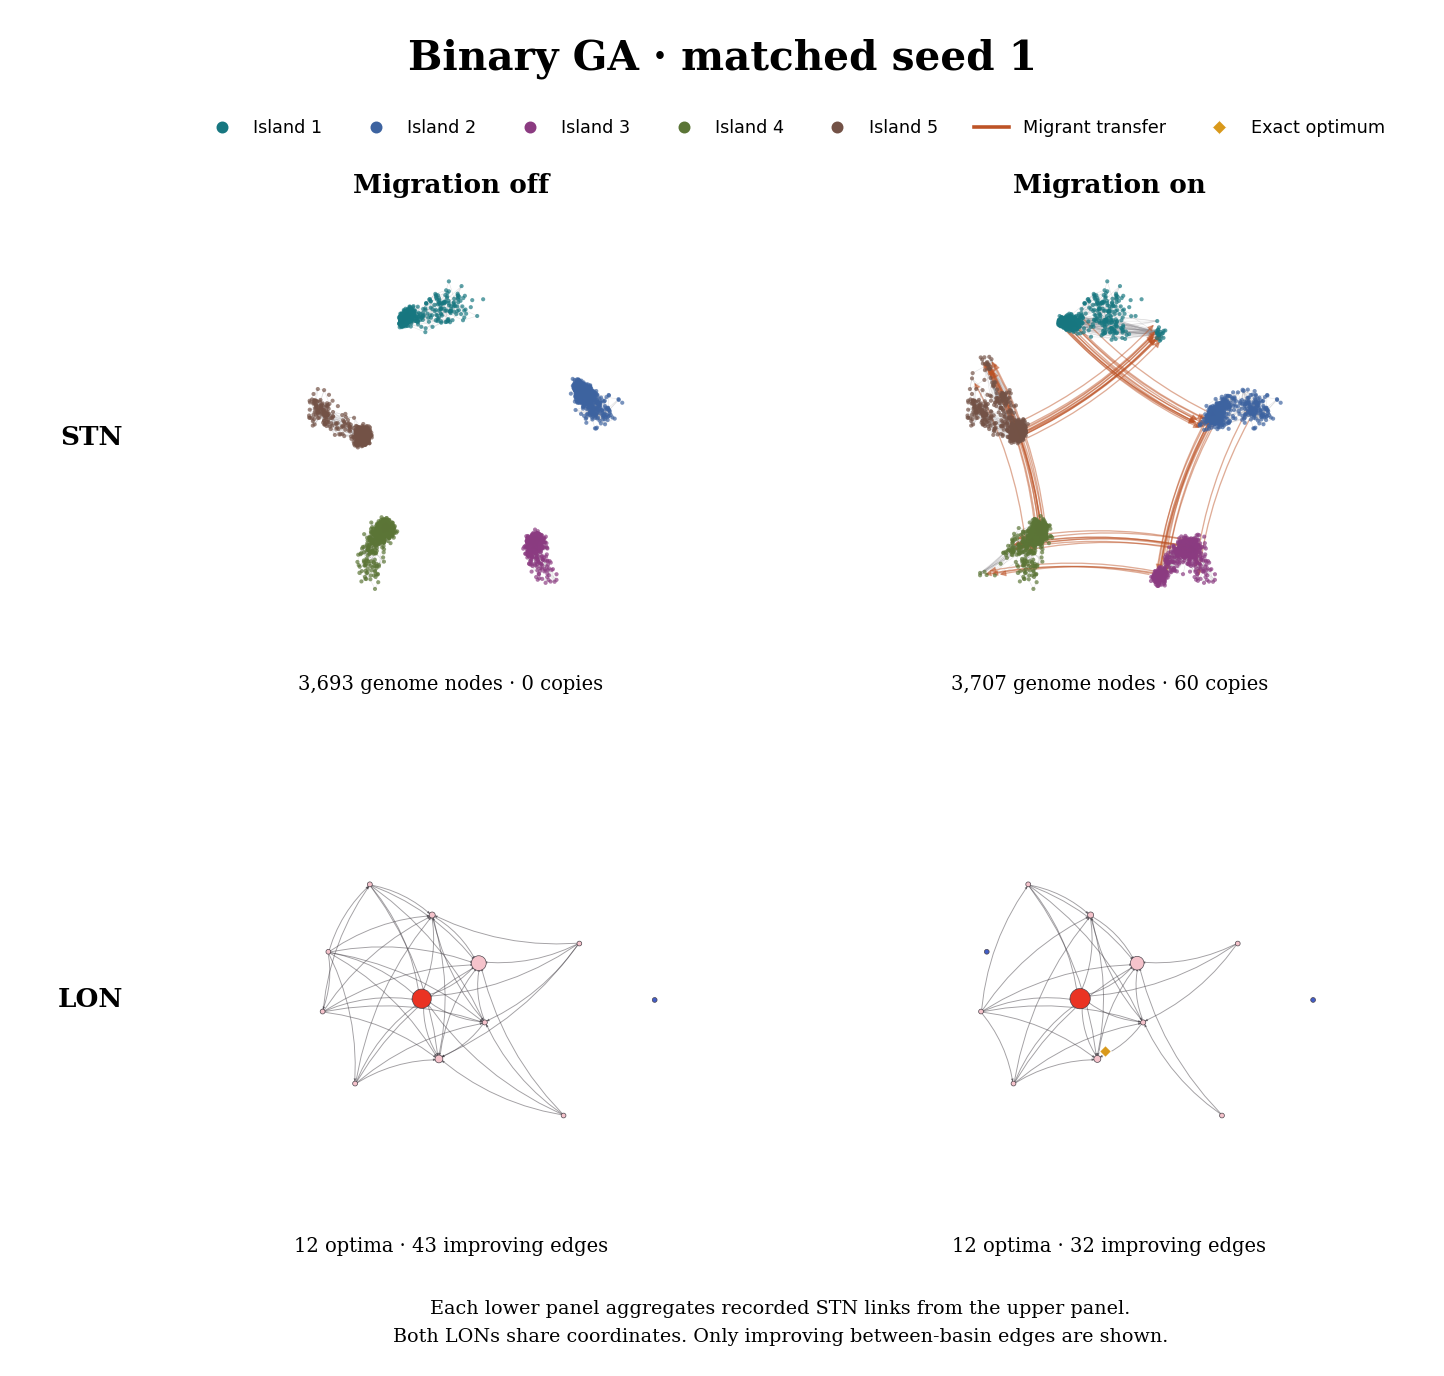 Binary GA · matched seed 1
Island 1 Island 2 Island 3 Island 4 Island 5 Migrant transfer Exact optimum
Migration off Migration on
STN
3,693 genome nodes · 0 copies 3,707 genome nodes · 60 copies
LON
12 optima · 43 improving edges 12 optima · 32 improving edges
Each lower panel aggregates recorded STN links from the upper panel.
Both LONs share coordinates. Only improving between-basin edges are shown.